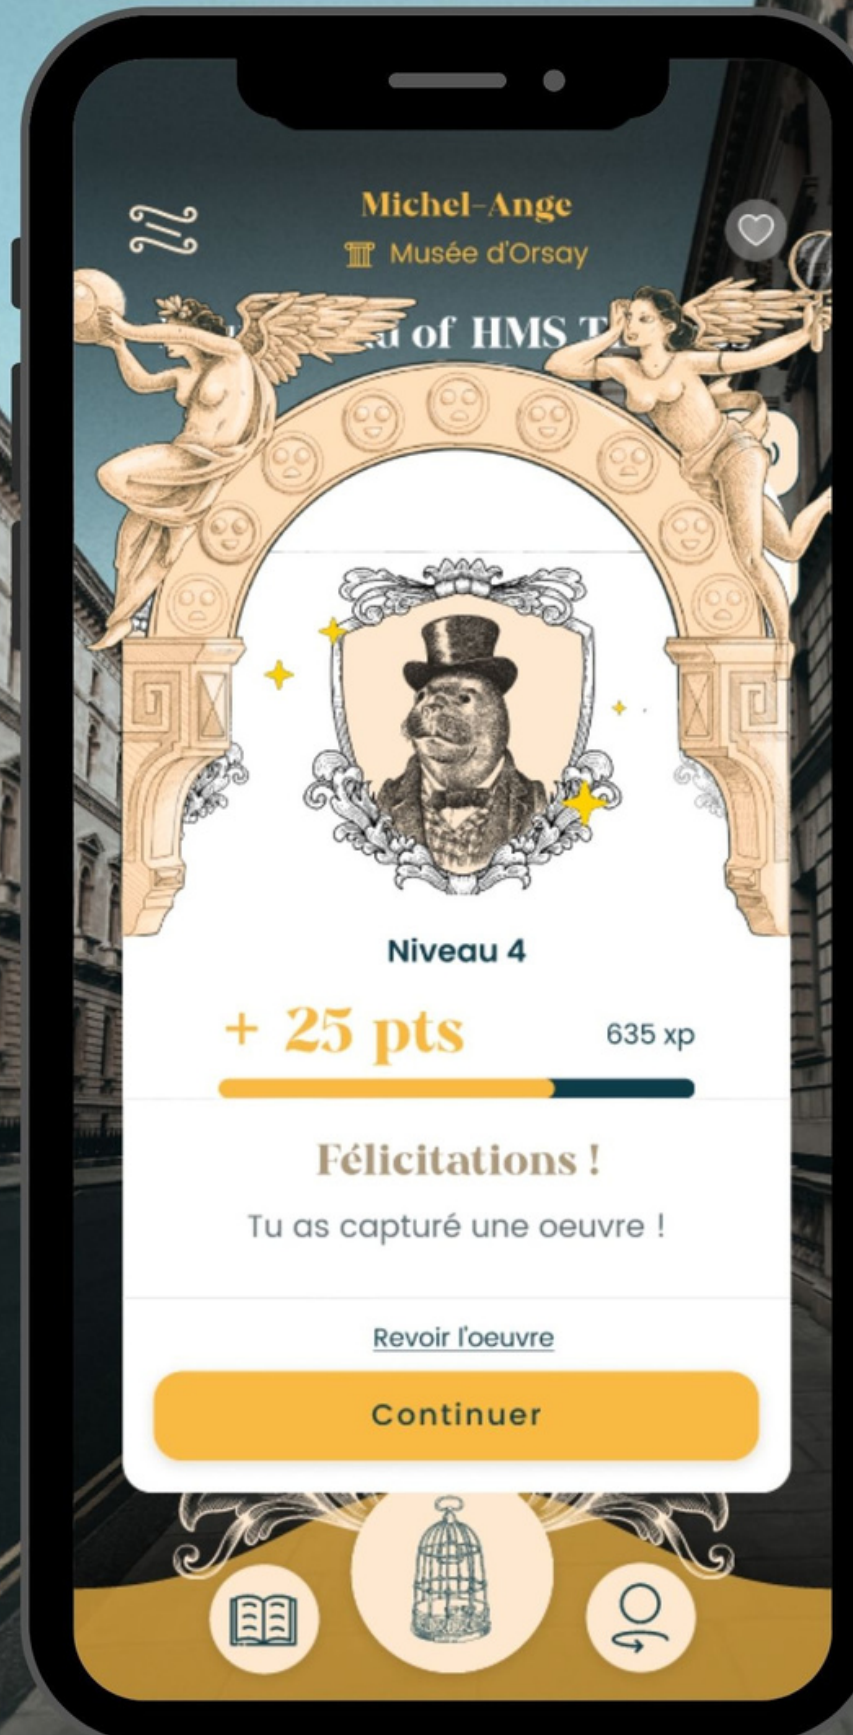 Michel-Ange
Musée d'Orsay
of HMS
Niveau 4
+ 25 pts
635 xp
Félicitations !
Tu as capturé une oeuvre !
Revoir l'oeuvre
Continuer